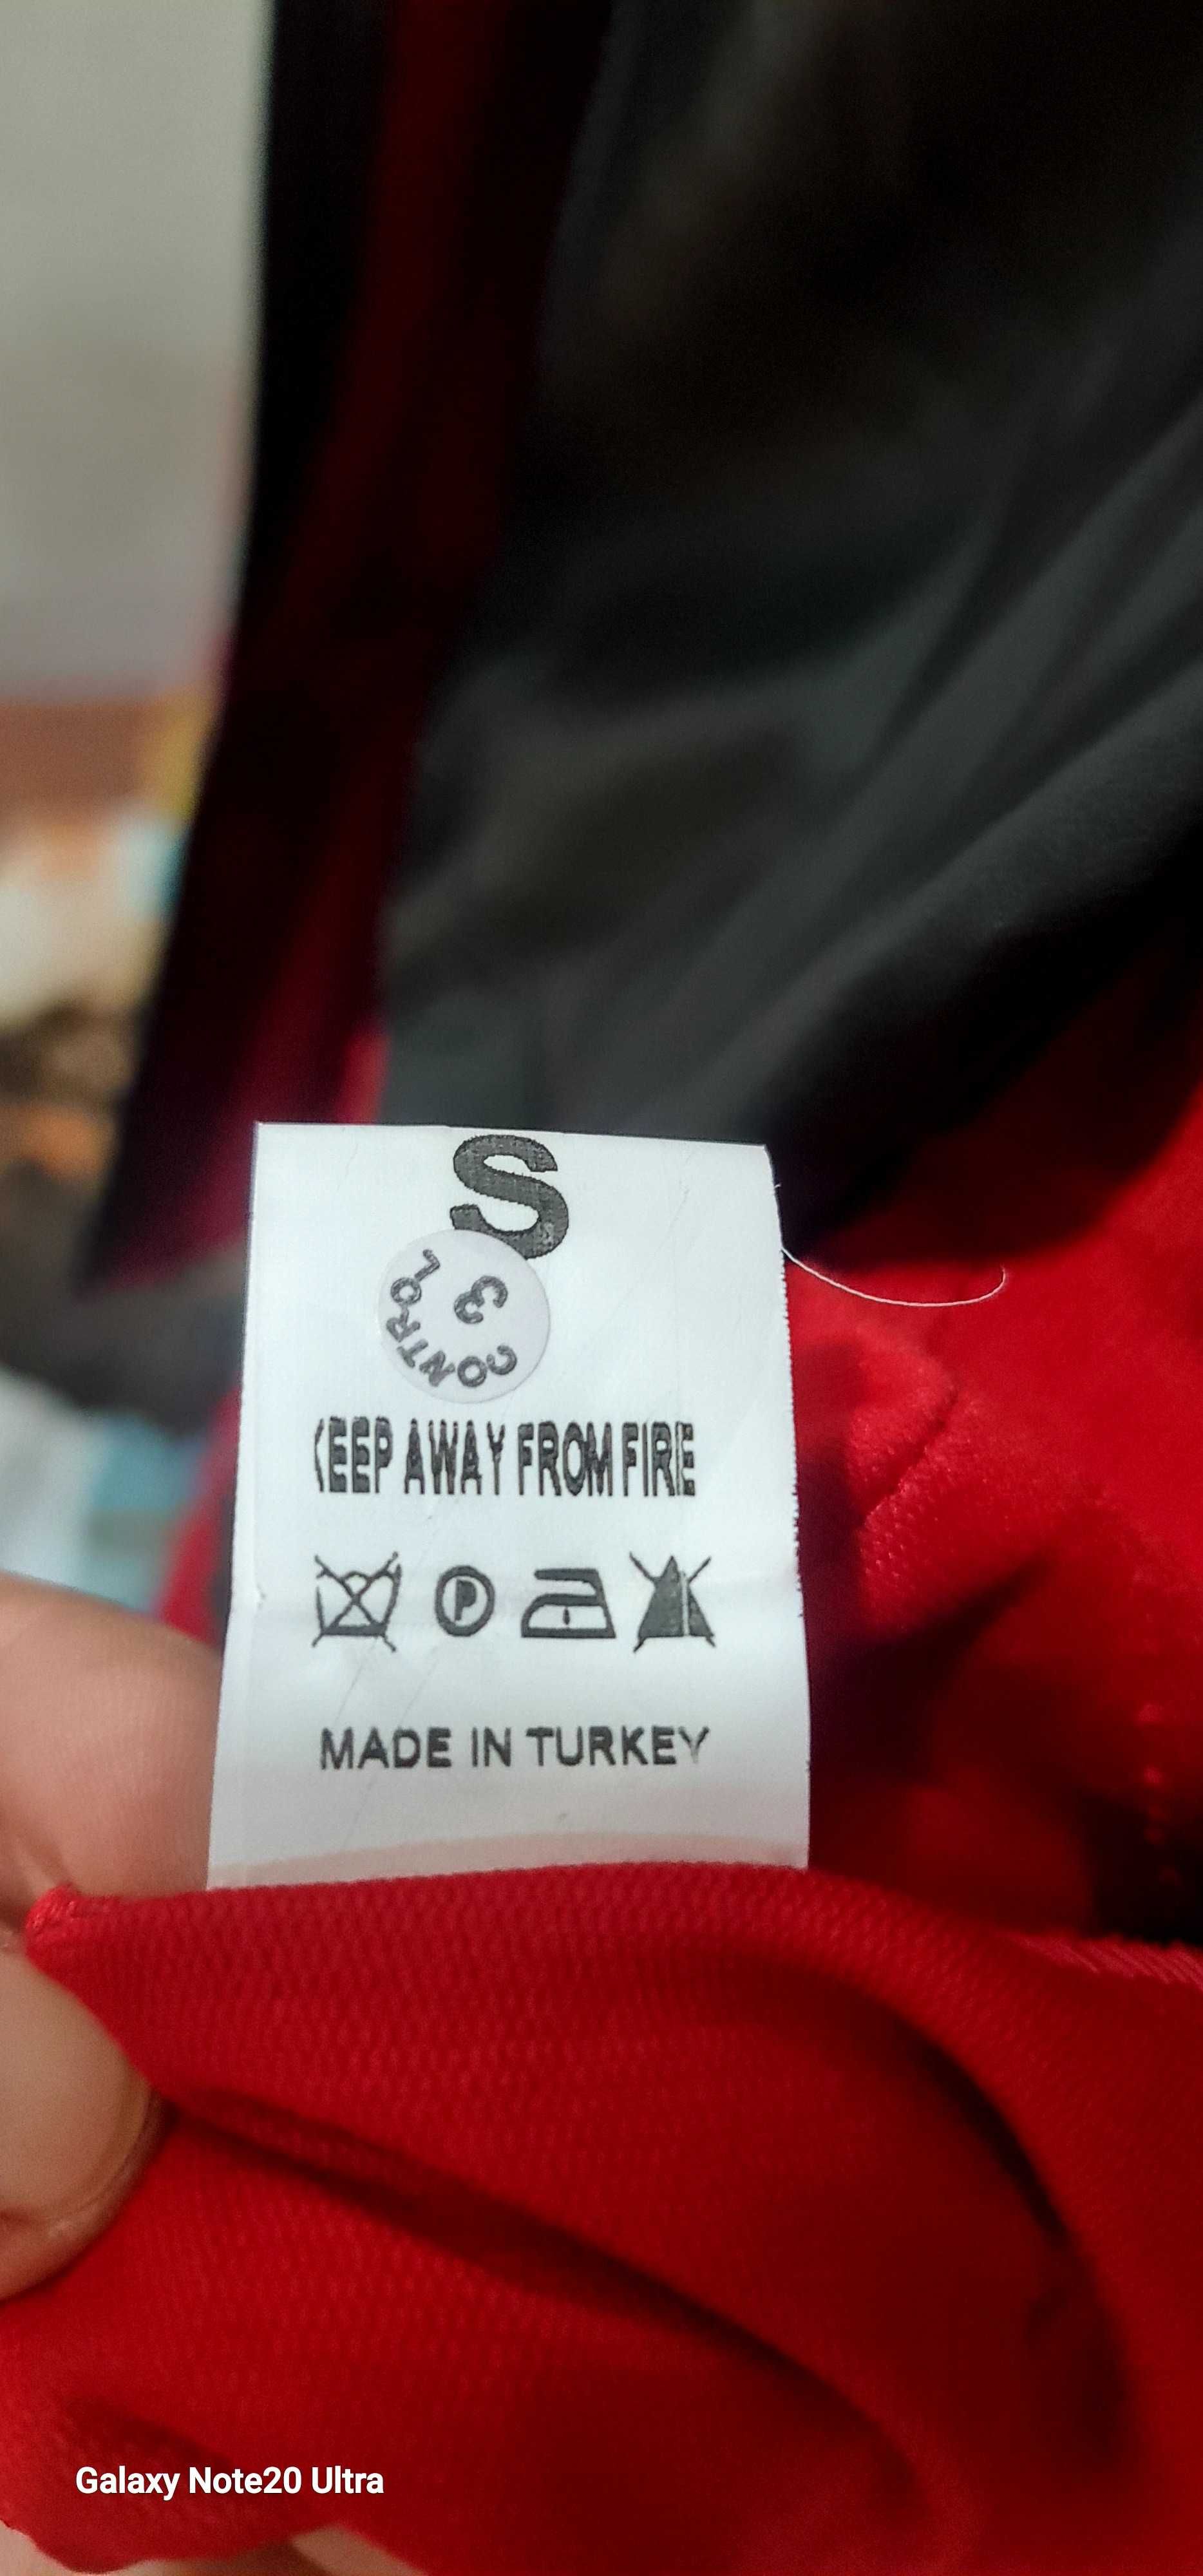 S
CONTROL
3
KEEP AWAY FROM FIRE
P
MADE IN TURKEY
Galaxy Note20 Ultra